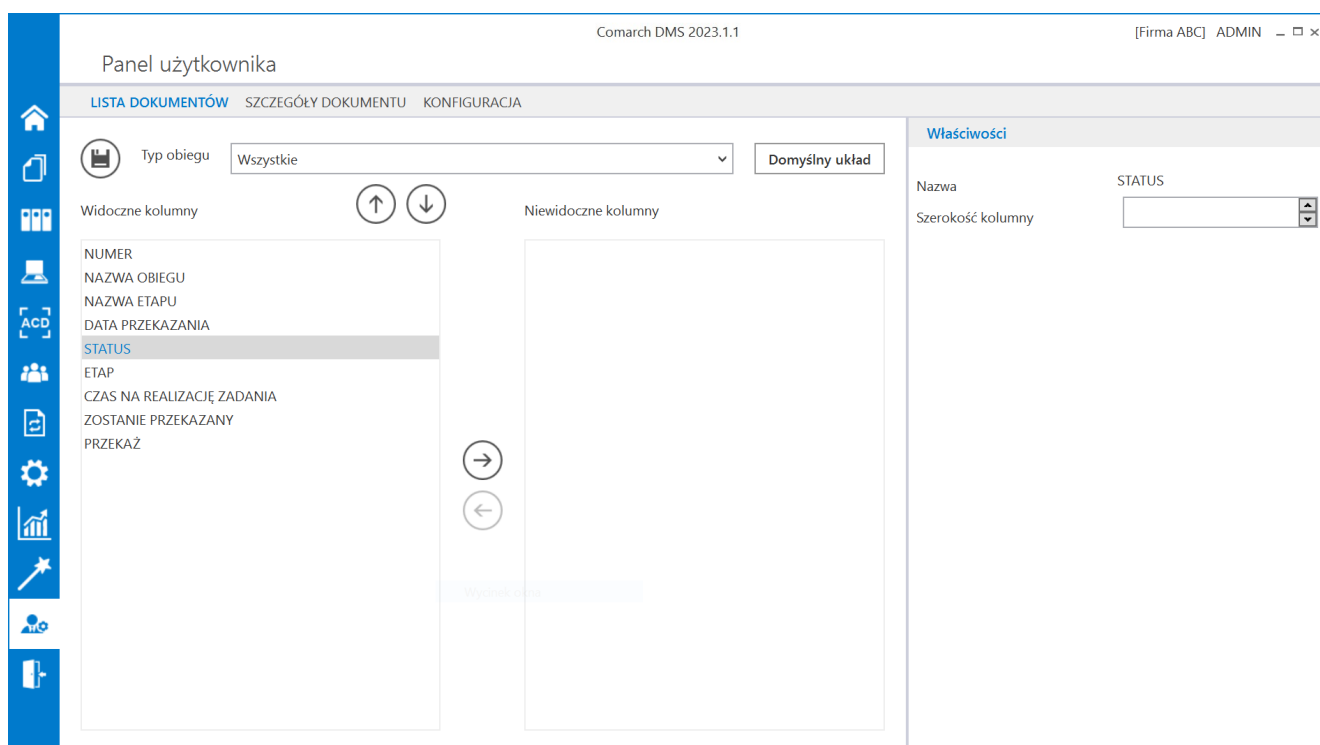 Comarch DMS 2023.1.1
[Firma ABC] ADMIN
Panel użytkownika
LISTA DOKUMENTÓW SZCZEGÓŁY DOKUMENTU KONFIGURACJA
Typ obiegu
Wszystkie
Domyślny układ
Widoczne kolumny
Niewidoczne kolumny
NUMER
NAZWA OBIEGU
NAZWA ETAPU
DATA PRZEKAZANIA
STATUS
ETAP
CZAS NA REALIZACJĘ ZADANIA
ZOSTANIE PRZEKAZANY
PRZEKAŻ
Właściwości
Nazwa STATUS
Szerokość kolumny
ACD